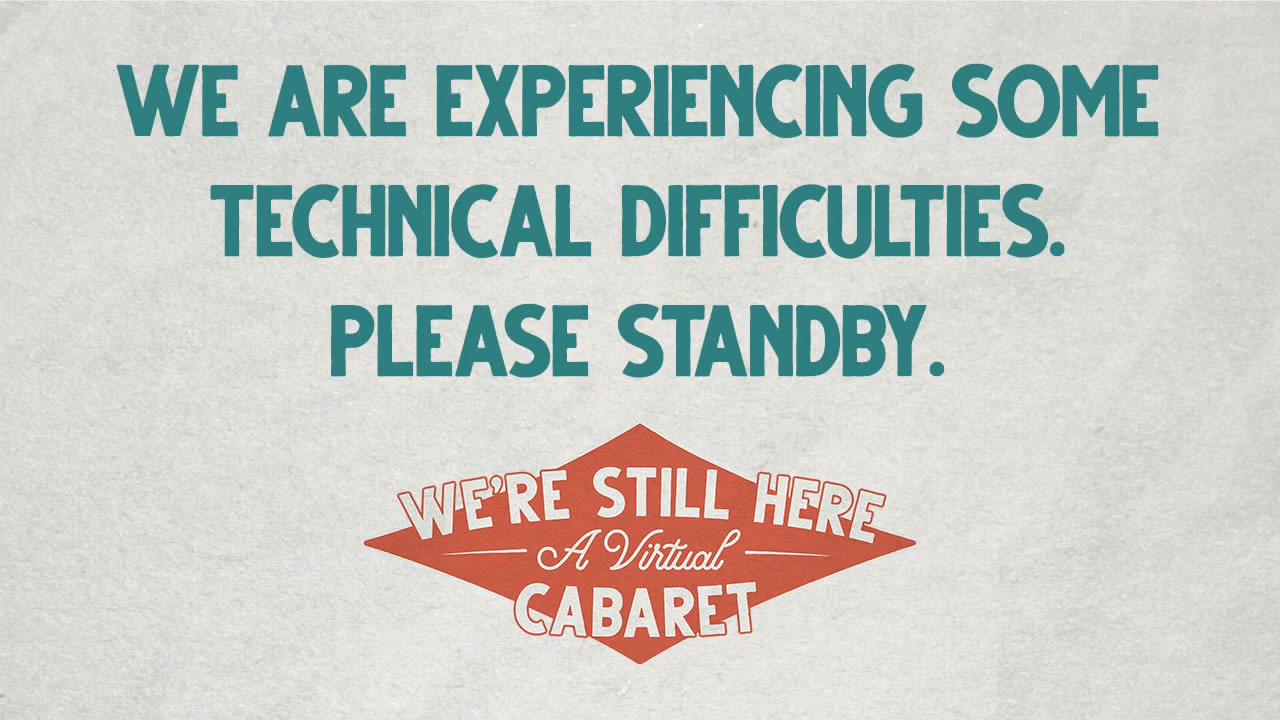 WE ARE EXPERIENCING SOME
TECHNICAL DIFFICULTIES.
PLEASE STANDBY.
WE'RE STILL HERE
A Virtual
CABARET